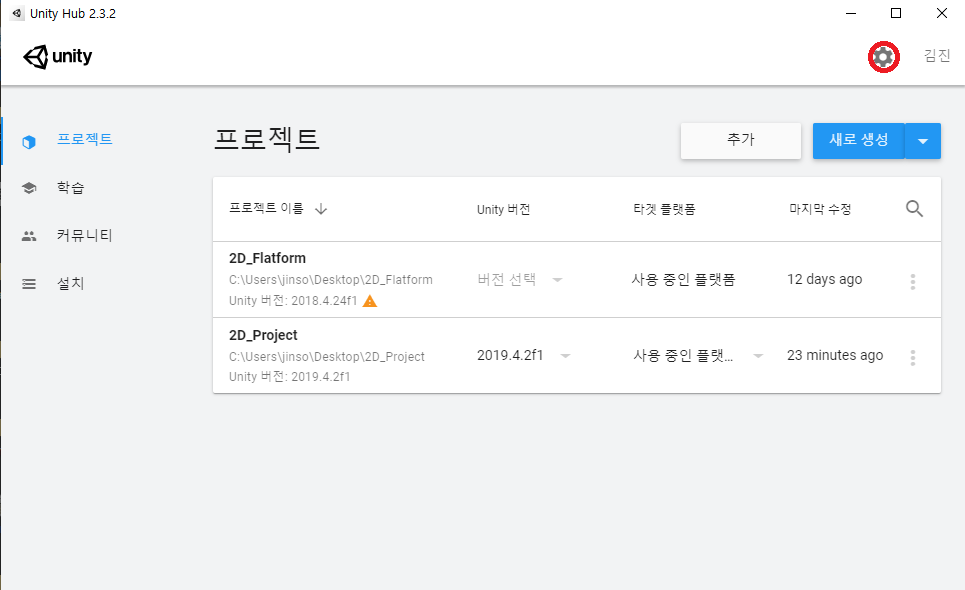 Unity Hub 2.3.2
unity
김진
프로젝트
학습
커뮤니티
설치
프로젝트
추가
새로 생성
프로젝트 이름
Unity 버전
타겟 플랫폼
마지막 수정
2D_Flatform
C:\Users\jinso\Desktop\2D_Flatform
Unity 버전: 2018.4.24f1
버전 선택
사용 중인 플랫폼
12 days ago
2D_Project
C:\Users\jinso\Desktop\2D_Project
Unity 버전: 2019.4.2f1
2019.4.2f1
사용 중인 플랫...
23 minutes ago